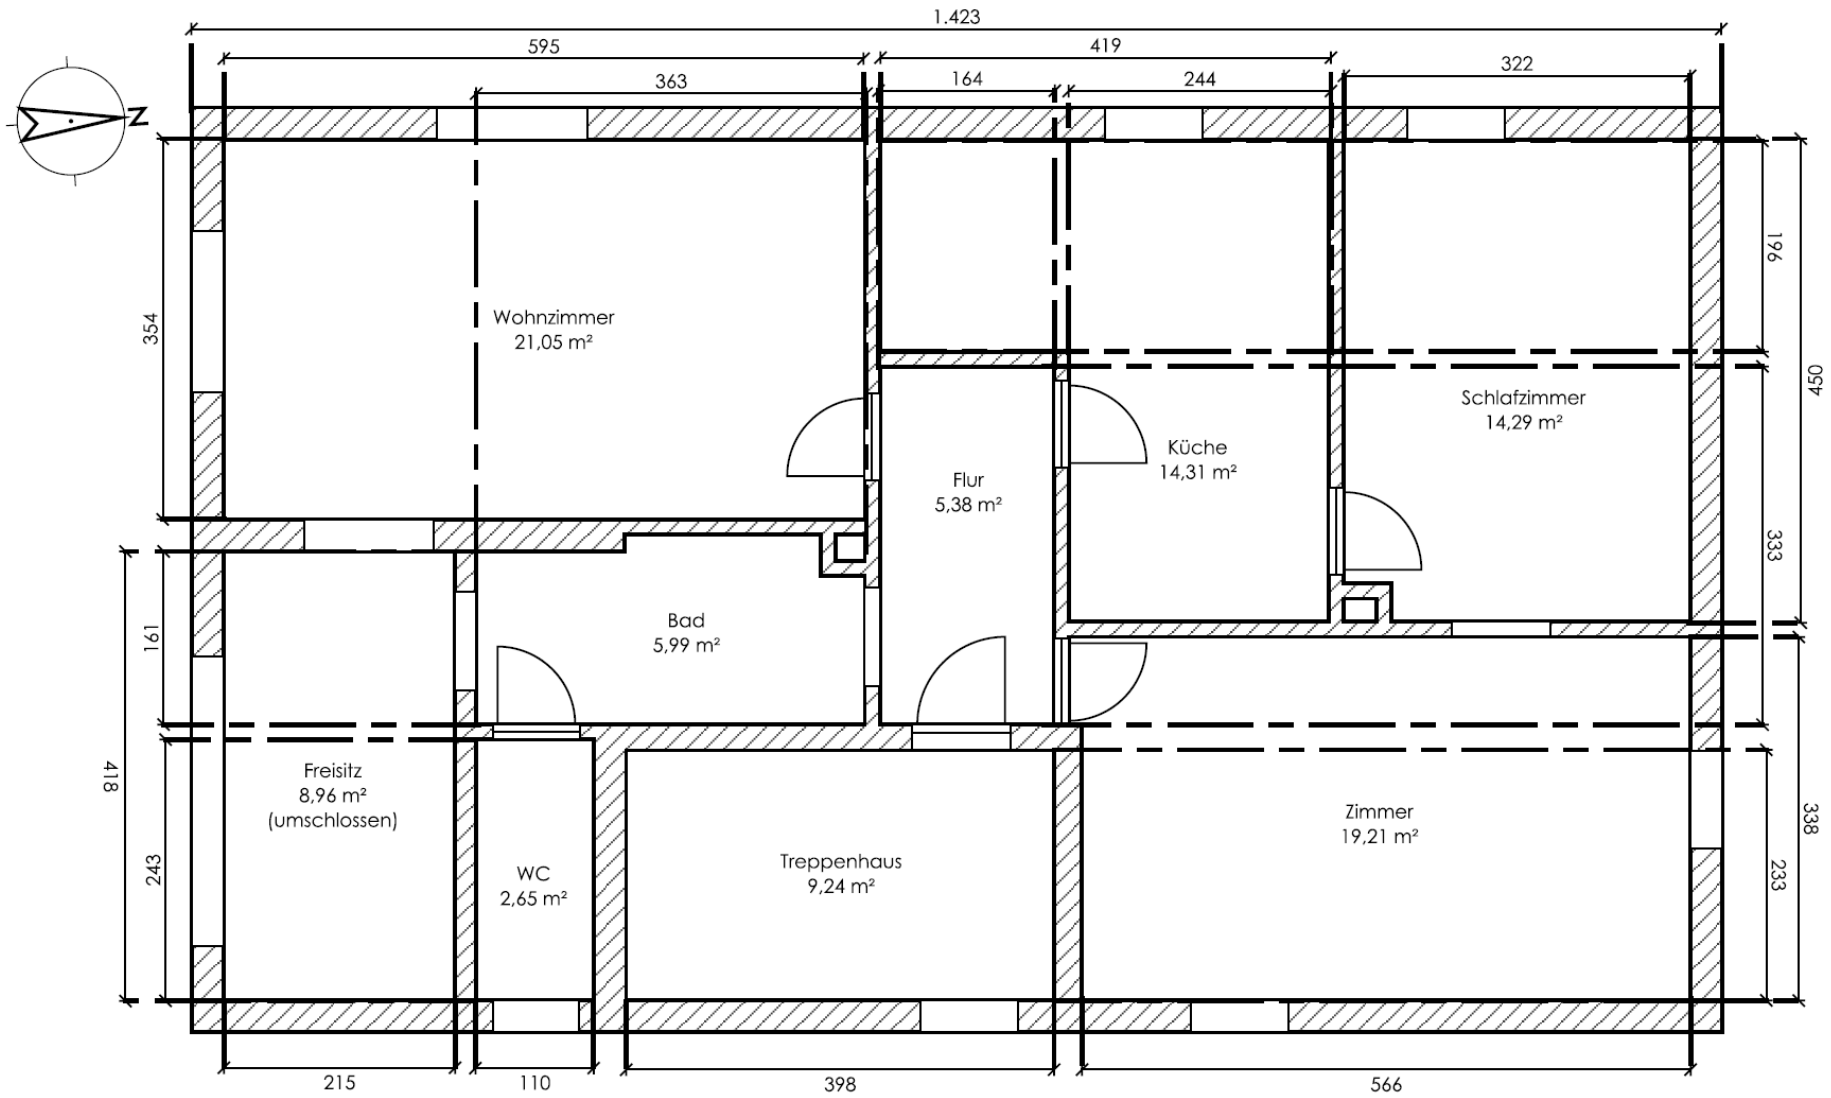 1.423
595
419
363
164
244
322
N
196
354
Wohnzimmer
21,05 m²
450
Schlafzimmer
14,29 m²
Küche
14,31 m²
Flur
5,38 m²
333
161
Bad
5,99 m²
418
Freisitz
8,96 m²
(umschlossen)
338
Zimmer
19,21 m²
243
WC
2,65 m²
Treppenhaus
9,24 m²
233
215
110
398
566